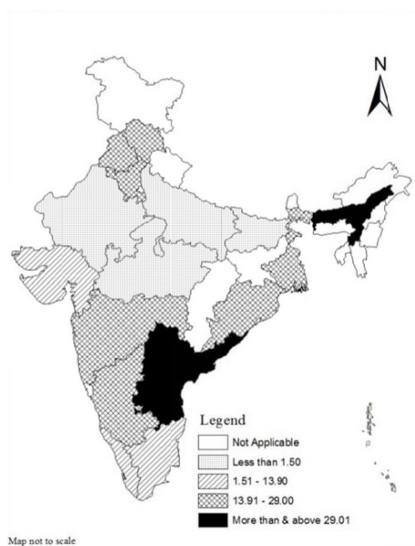 N
Legend
Not Applicable
Less than 1.50
1.51 - 13.90
13.91 - 29.00
More than & above 29.01
Map not to scale